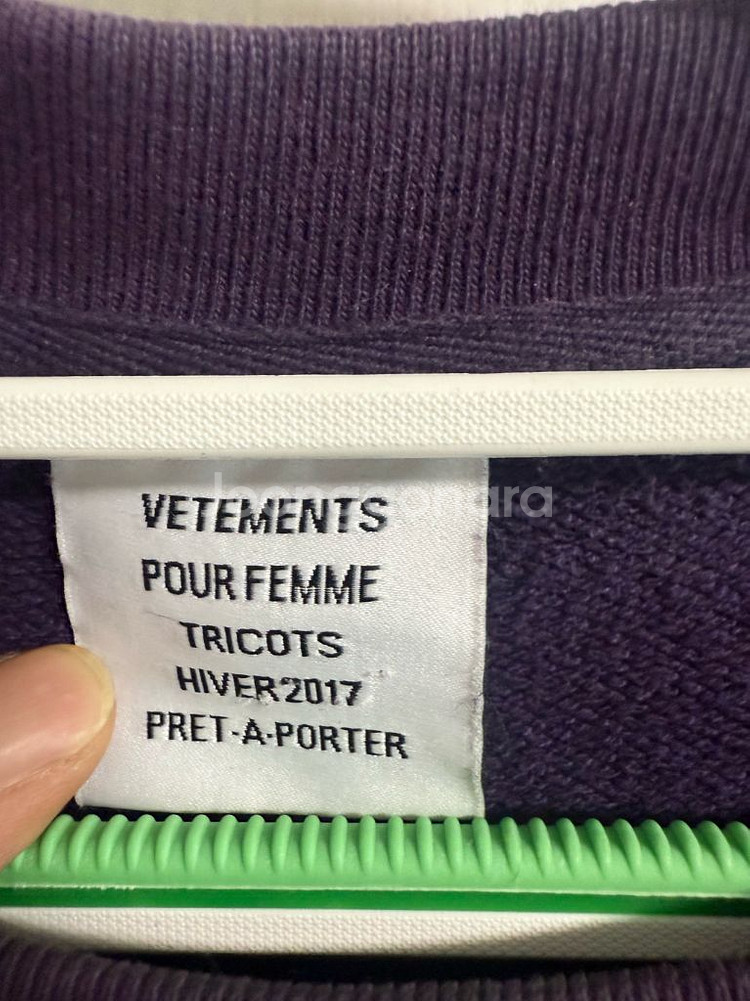 VETEMENTS
POUR FEMME
TRICOTS
HIVER 2017
PRET-A-PORTER